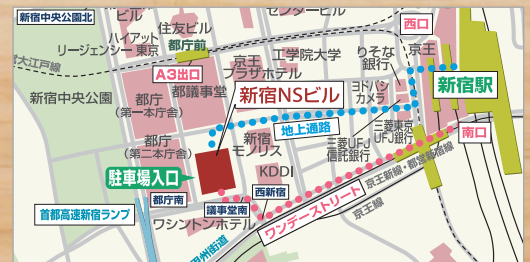 新宿中央公園北
ビル
センタービル
住友ビル
西口
ハイアット
リージェンシー 東京
都庁前
京王
A3出口
京王
プラザホテル
工学院大学
りそな
銀行
新宿駅
新宿中央公園
都庁
(第一本庁舎)
都議事堂
新宿NSビル
ヨドバシ
カメラ
地上通路
南口
都庁
(第二本庁舎)
新宿
モノリス
三菱UFJ
信託銀行
三菱東京
UFJ銀行
駐車場入口
KDDI
京王新線・都営新宿線
都庁南
西新宿
議事堂南
京王線
首都高速新宿ランプ
ワシントンホテル
ワンデーストリート
甲州街道